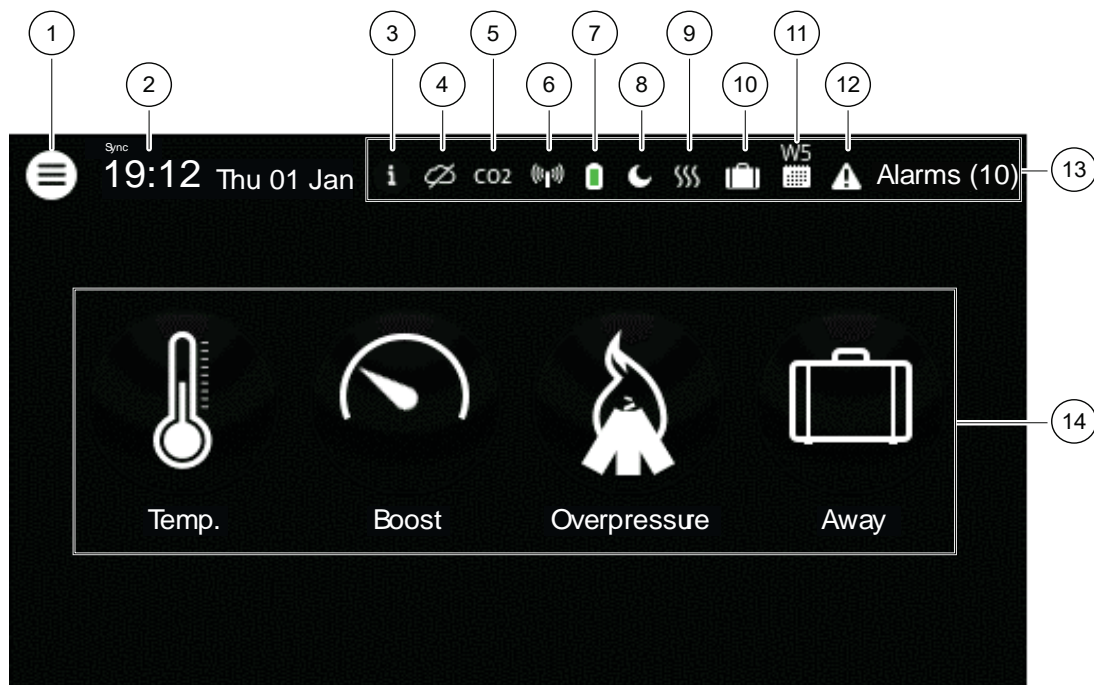 1
3
5
7
9
11
2
4
6
8
10
12
Sync
19:12 Thu 01 Jan
i
CO2
W5
Alarms (10)
13
14
Temp.
Boost
Overpressure
Away